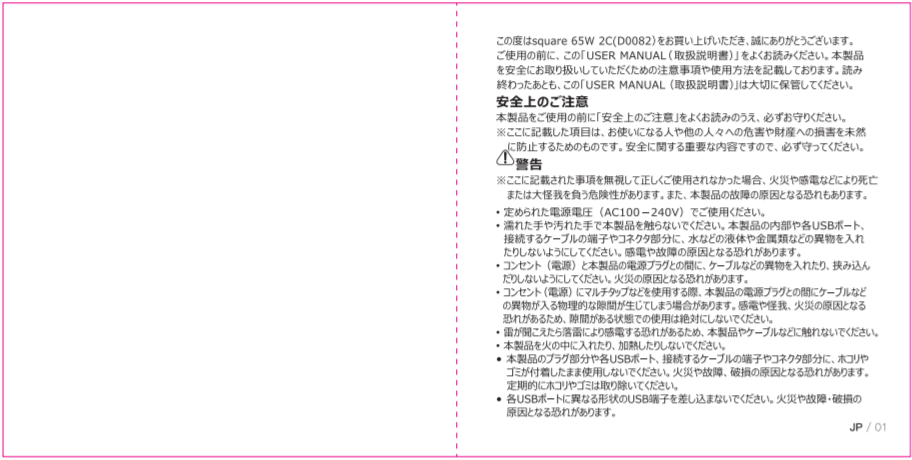 この度はsquare 65W 2C(D0082)をお買い上げいただき、誠にありがとうございます。
ご使用の前に、この「USER MANUAL（取扱説明書）」をよくお読みください。本製品
を安全にお取り扱いしていただくための注意事項や使用方法を記載しております。読み
終わったあとも、この「USER MANUAL （取扱説明書）」は大切に保管してください。
安全上のご注意
本製品をご使用の前に「安全上のご注意」をよくお読みのうえ、必ずお守りください。
※ここに記載した項目は、お使いになる人や他の人々への危害や財産への損害を未然
に防止するためのものです。安全に関する重要な内容ですので、必ず守ってください。
⚠警告
※ここに記載された事項を無視して正しくご使用されなかった場合、火災や感電などにより死亡
または大怪我を負う危険性があります。また、本製品の故障の原因となる恐れもあります。
• 定められた電源電圧（AC100－240V）でご使用ください。
• 濡れた手や汚れた手で本製品を触らないでください。本製品の内部や各USBポート、
接続するケーブルの端子やコネクタ部分に、水などの液体や金属類などの異物を入れ
たりしないようにしてください。感電や故障の原因となる恐れがあります。
• コンセント（電源）と本製品の電源プラグとの間に、ケーブルなどの異物を入れたり、挟み込ん
だりしないようにしてください。火災の原因となる恐れがあります。
• コンセント（電源）にマルチタップなどを使用する際、本製品の電源プラグとの間にケーブルなど
の異物が入る物理的な隙間が生じてしまう場合があります。感電や怪我、火災の原因となる
恐れがあるため、隙間がある状態での使用は絶対にしないでください。
• 雷が聞こえたら落雷により感電する恐れがあるため、本製品やケーブルなどに触れないでください。
• 本製品を火の中に入れたり、加熱したりしないでください。
● 本製品のプラグ部分や各USBポート、接続するケーブルの端子やコネクタ部分に、ホコリや
ゴミが付着したまま使用しないでください。火災や故障、破損の原因となる恐れがあります。
定期的にホコリやゴミは取り除いてください。
● 各USBポートに異なる形状のUSB端子を差し込まないでください。火災や故障・破損の
原因となる恐れがあります。
JP / 01